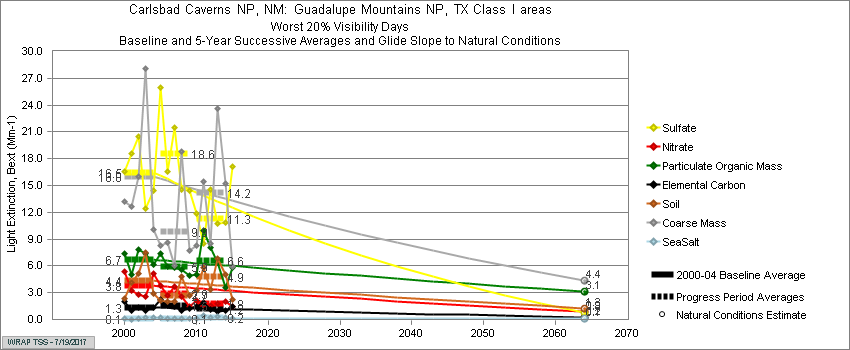 Carlsbad Caverns NP, NM: Guadalupe Mountains NP, TX Class I areas
Worst 20% Visibility Days
Baseline and 5-Year Successive Averages and Glide Slope to Natural Conditions
Light Extinction, Bext (Mm-1)
30.0
27.0
24.0
21.0
18.0
15.0
12.0
9.0
6.0
3.0
0.0
18.6
14.2
11.3
6.7
4.4
3.8
1.3
0.1
6.6
4.9
0.2
4.4
3.1
2000 2010 2020 2030 2040 2050 2060 2070
Sulfate
Nitrate
Particulate Organic Mass
Elemental Carbon
Soil
Coarse Mass
SeaSalt
2000-04 Baseline Average
Progress Period Averages
Natural Conditions Estimate
WRAP TSS - 7/19/2017